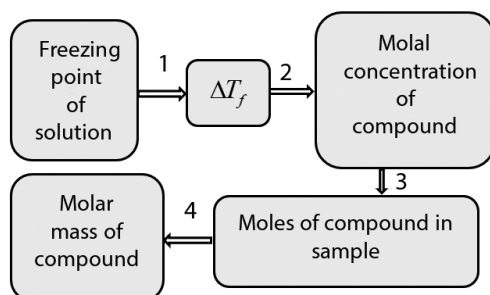 Freezing
point
of
solution
1
ΔT_f
2
Molal
concentration
of
compound
3
Moles of compound in
sample
4
Molar
mass of
compound